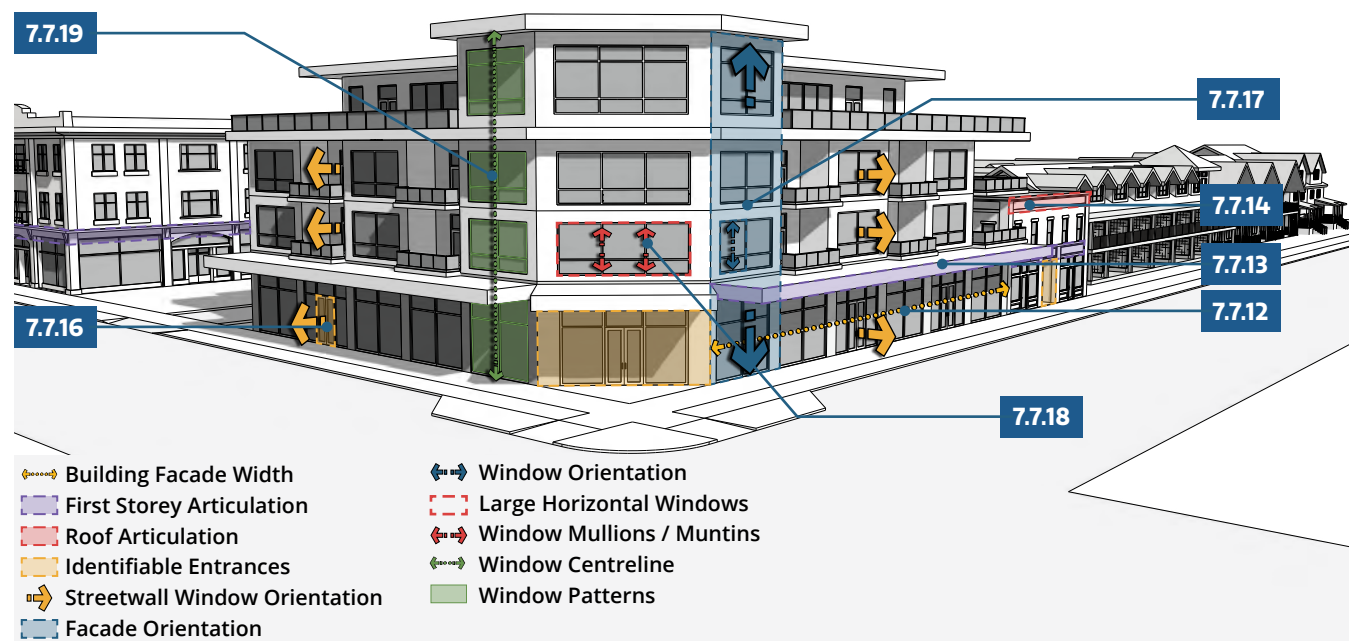 7.7.19
7.7.17
7.7.14
7.7.13
7.7.16
7.7.12
7.7.18
Building Facade Width
First Storey Articulation
Roof Articulation
Identifiable Entrances
Streetwall Window Orientation
Facade Orientation
Window Orientation
Large Horizontal Windows
Window Mullions / Muntins
Window Centreline
Window Patterns